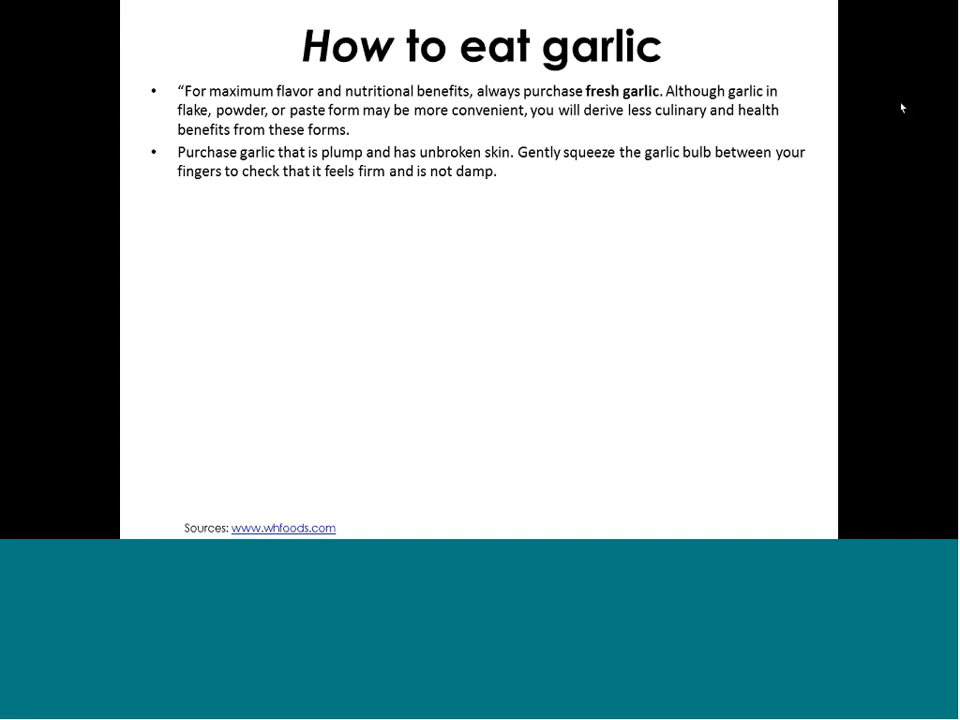 How to eat garlic
• “For maximum flavor and nutritional benefits, always purchase fresh garlic. Although garlic in
flake, powder, or paste form may be more convenient, you will derive less culinary and health
benefits from these forms.
• Purchase garlic that is plump and has unbroken skin. Gently squeeze the garlic bulb between your
fingers to check that it feels firm and is not damp.
Sources: www.whfoods.com